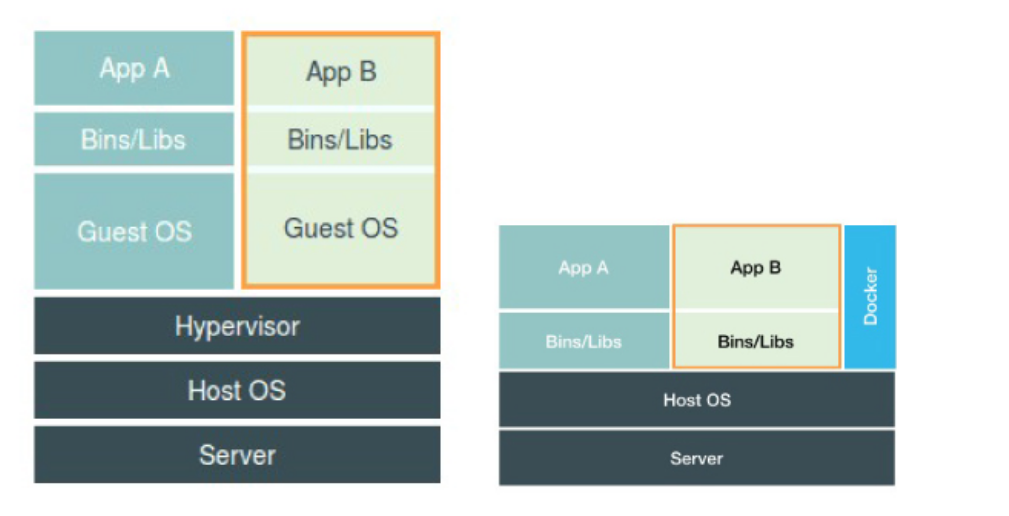 App A
App B
Bins/Libs
Bins/Libs
Guest OS
Guest OS
Hypervisor
Host OS
Server
App A
App B
Docker
Bins/Libs
Bins/Libs
Host OS
Server